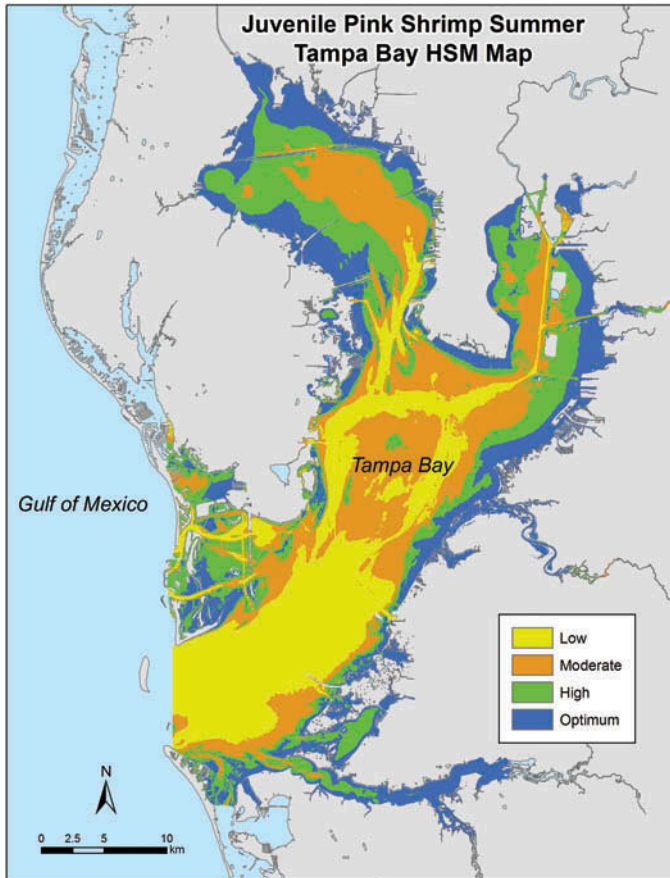 Juvenile Pink Shrimp Summer
Tampa Bay HSM Map
Tampa Bay
Gulf of Mexico
Low
Moderate
High
Optimum
N
0 2.5 5 10
km